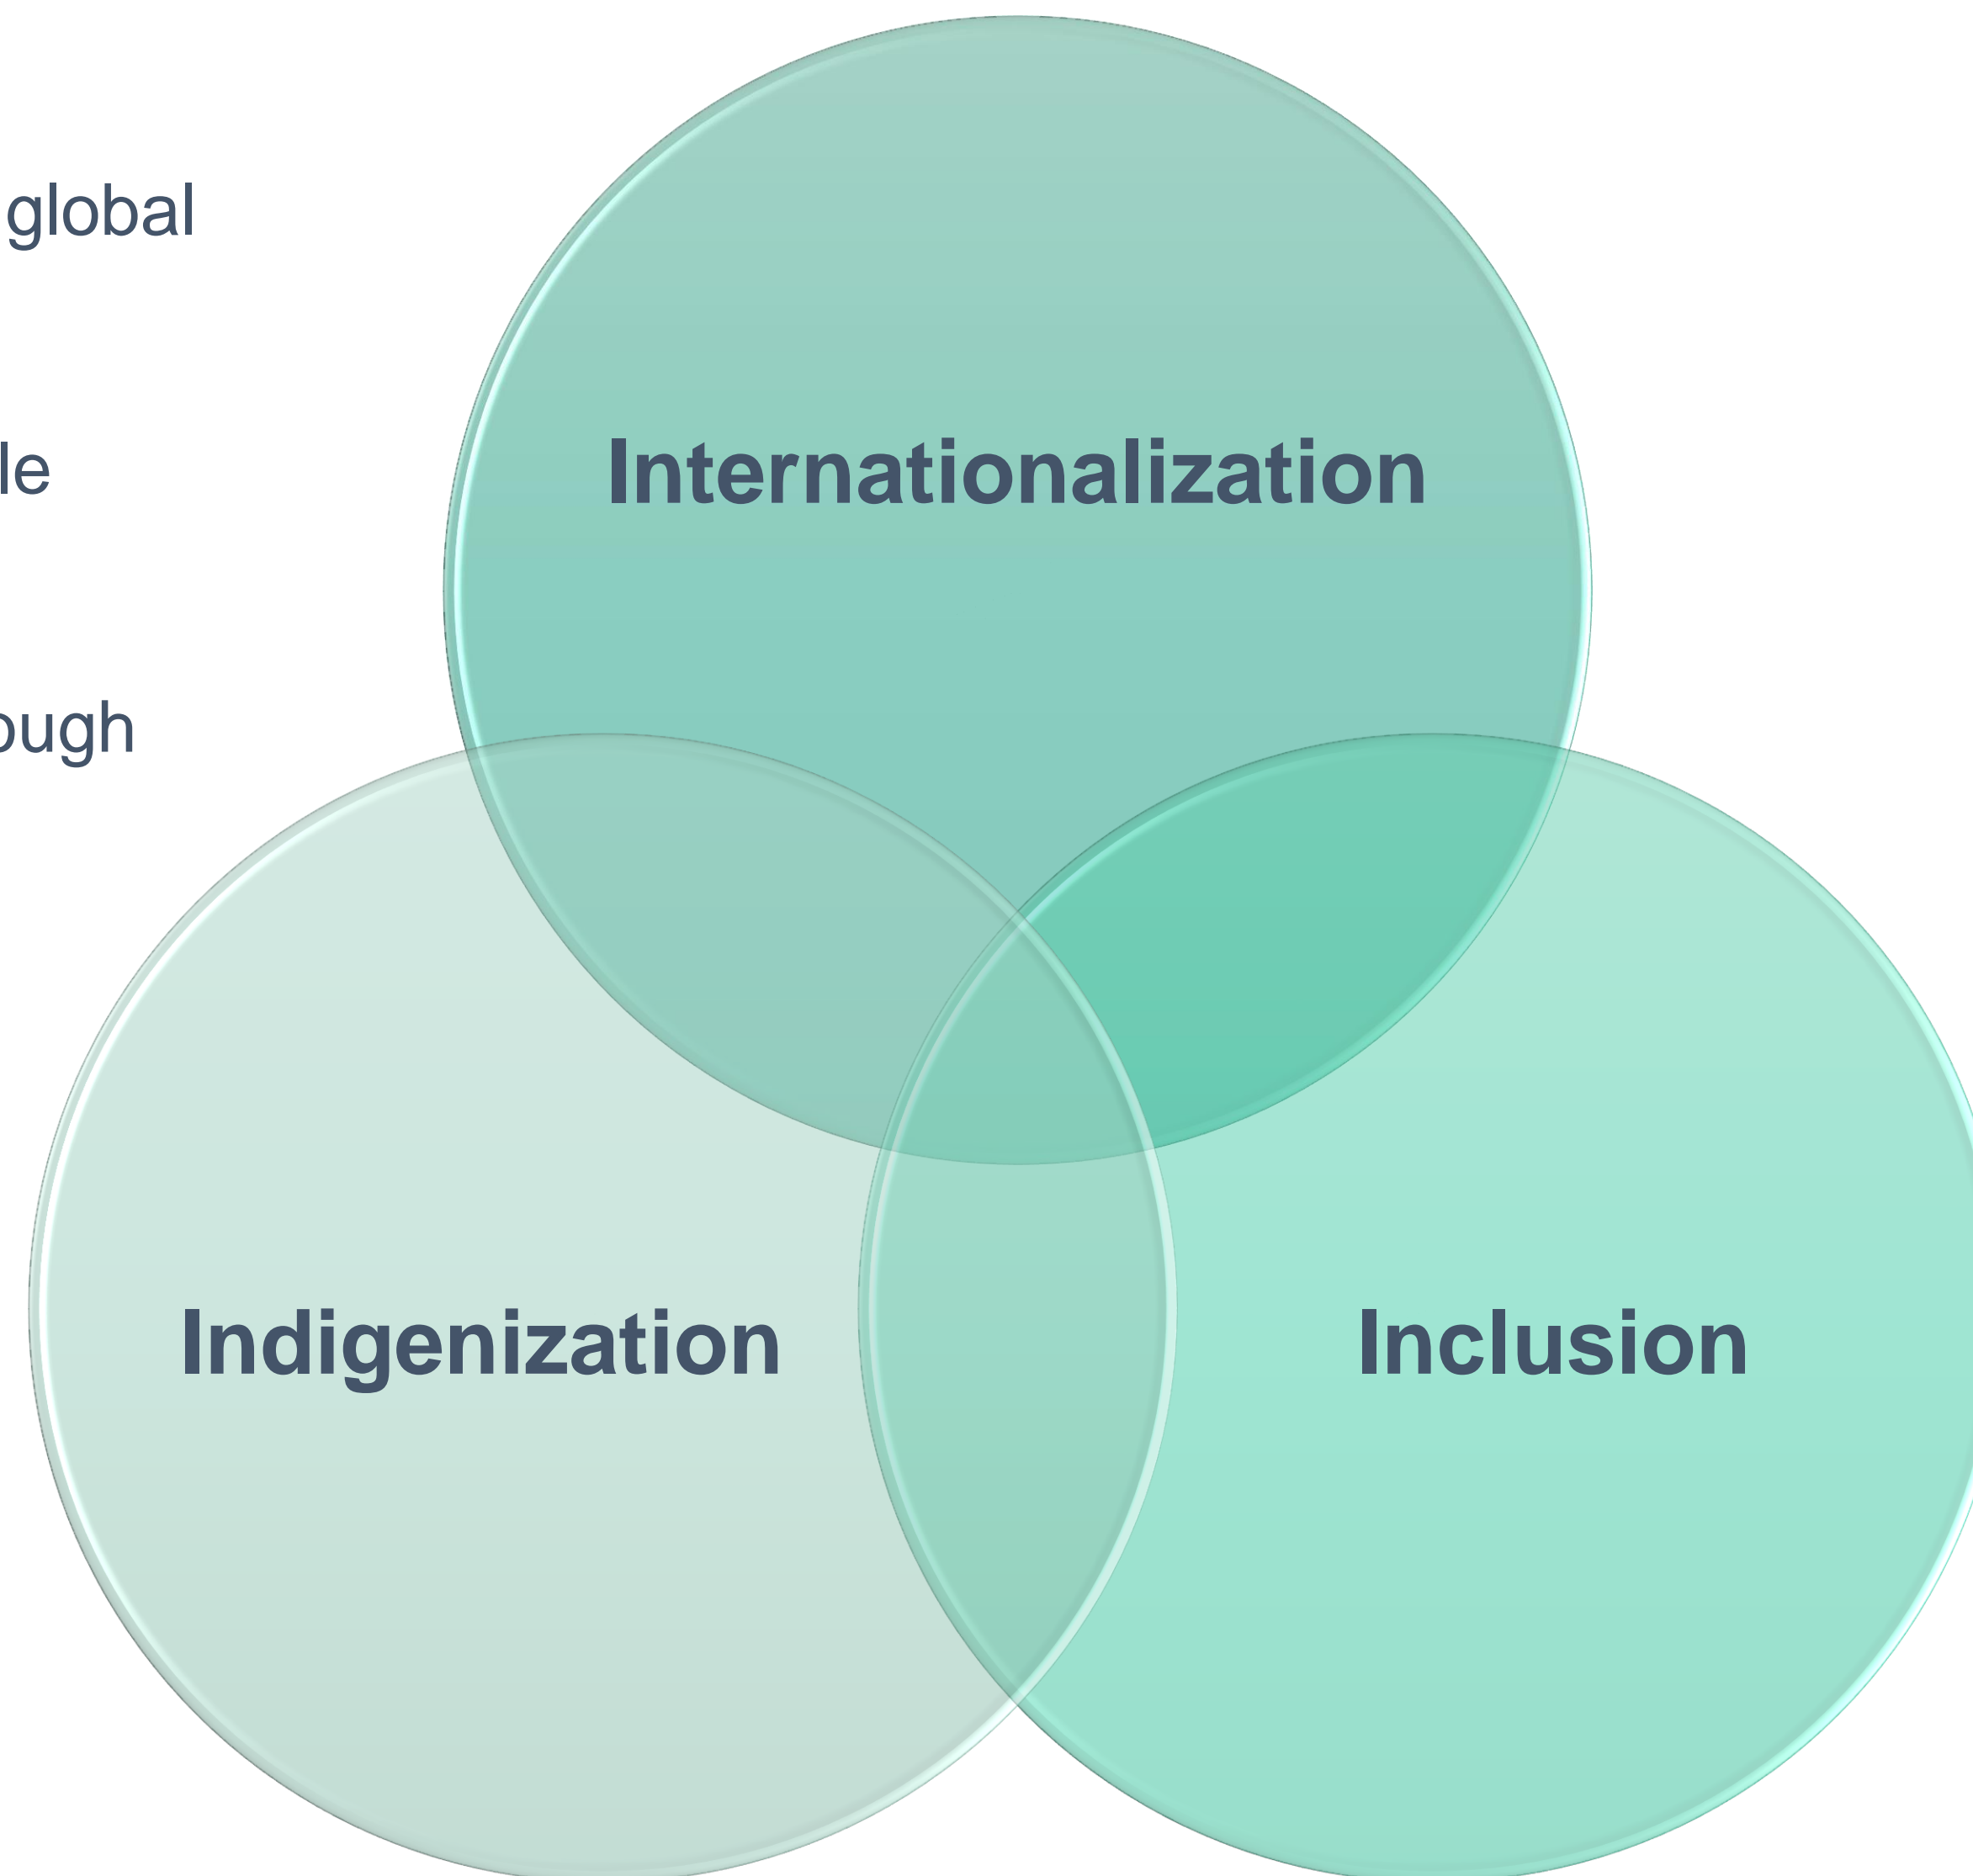 global
Internationalization
le
ough
Indigenization
Inclusion